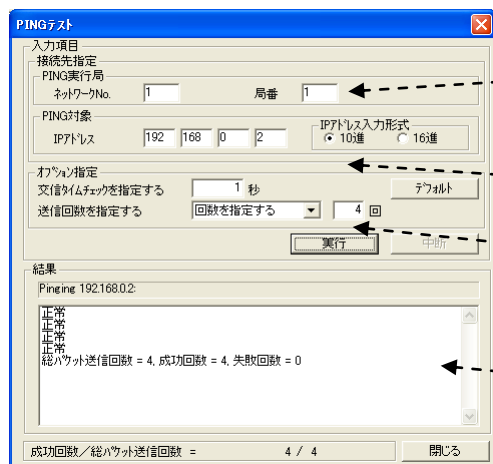 PINGテスト
入力項目
接続先指定
PING実行局
ネットワークNo. 1 局番 1
PING対象
IPアドレス入力形式
IPアドレス 192 168 0 2 10進 16進
オプション指定
交信タイムチェックを指定する 1 秒 デフォルト
送信回数を指定する 回数を指定する 4 回
実行 中断
結果
Pinging 192.168.0.2:
正常
正常
正常
正常
総パケット送信回数 = 4, 成功回数 = 4, 失敗回数 = 0
成功回数/総パケット送信回数 = 4 / 4 閉じる